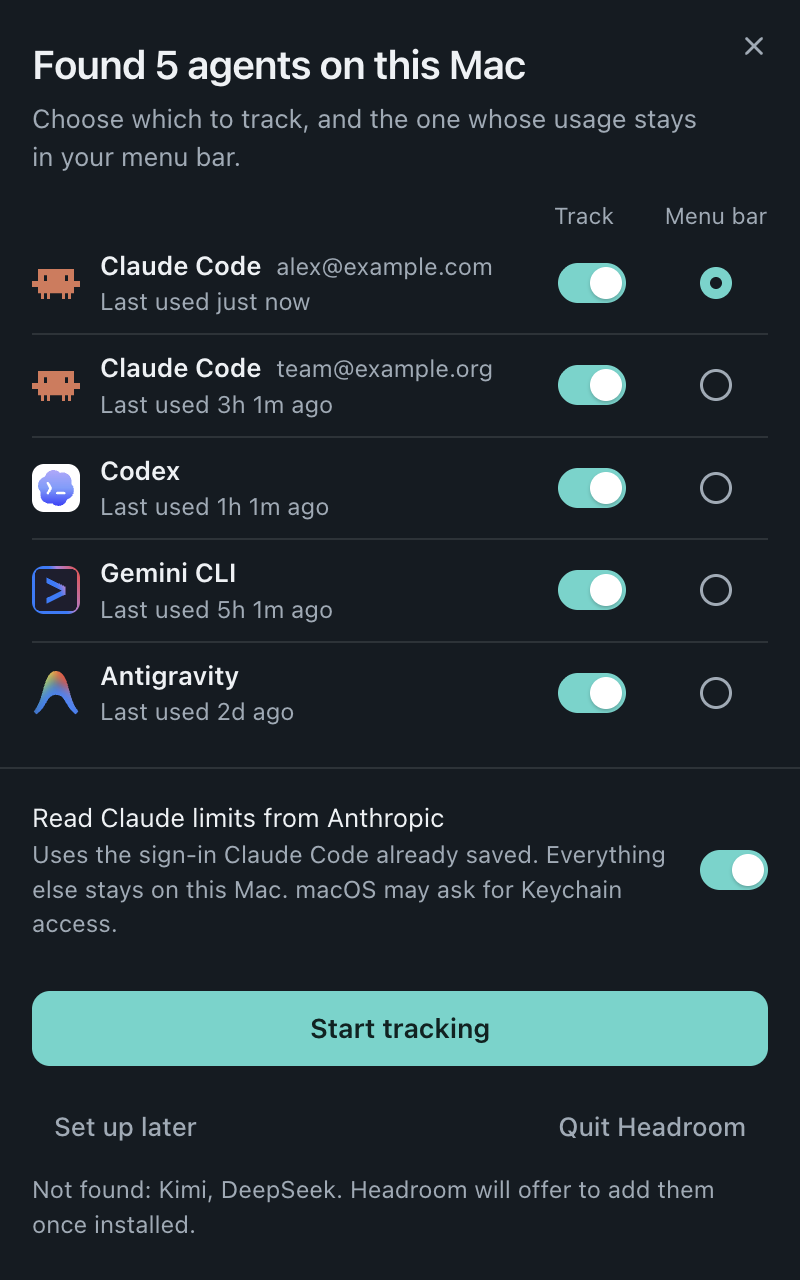 Found 5 agents on this Mac
Choose which to track, and the one whose usage stays
in your menu bar.
Track Menu bar
Claude Code alex@example.com
Last used just now
Claude Code team@example.org
Last used 3h 1m ago
Codex
Last used 1h 1m ago
Gemini CLI
Last used 5h 1m ago
Antigravity
Last used 2d ago
Read Claude limits from Anthropic
Uses the sign-in Claude Code already saved. Everything
else stays on this Mac. macOS may ask for Keychain
access.
Start tracking
Set up later Quit Headroom
Not found: Kimi, DeepSeek. Headroom will offer to add them
once installed.